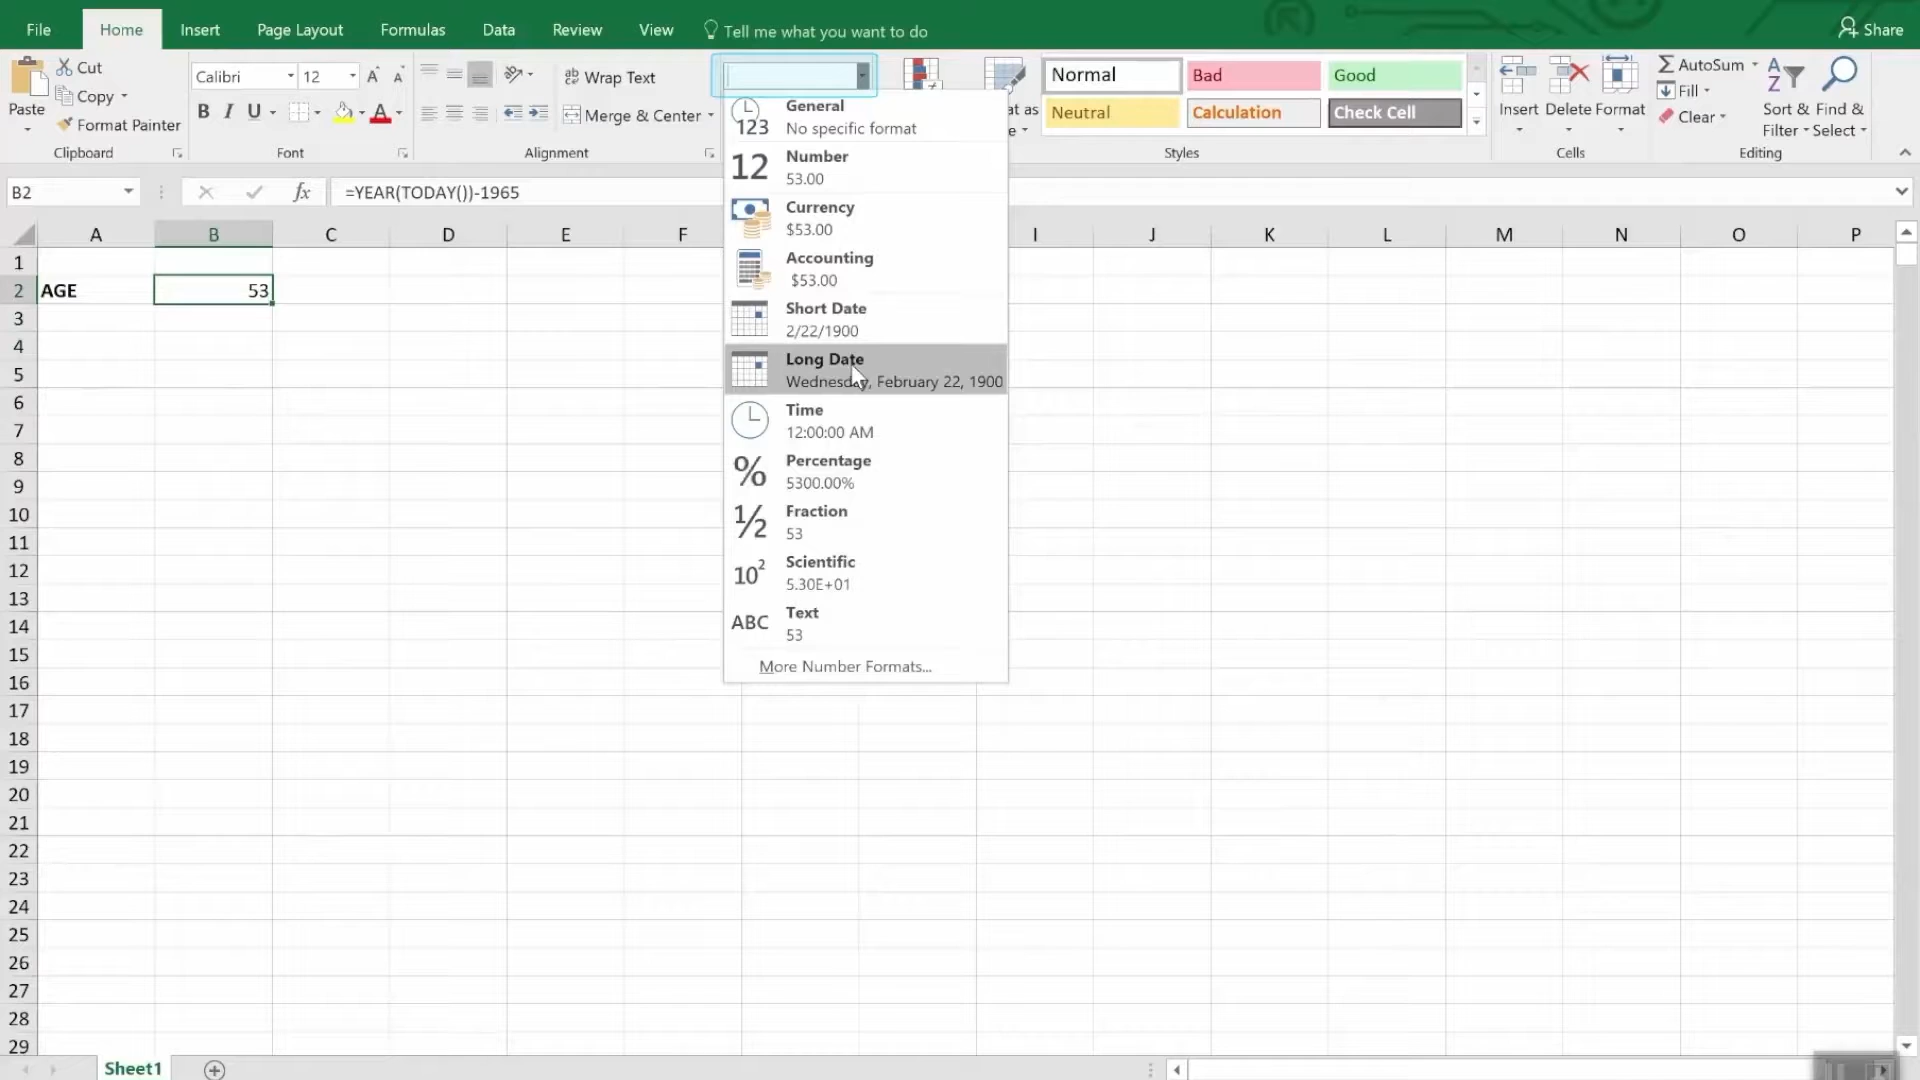 File Home Insert Page Layout Formulas Data Review View Tell me what you want to do Share
Paste
Cut
Copy
Format Painter
Clipboard
Calibri 12 A A
B I U A
Font
ab Wrap Text
Merge & Center
Alignment
at as
Normal Bad Good
Neutral Calculation Check Cell
Styles
Insert Delete Format
Cells
Σ AutoSum
Fill
Clear
A
Z
Sort & Find &
Filter Select
Editing
B2 fx =YEAR(TODAY())-1965
A B C D E F I J K L M N O P
1
2 AGE 53
3
4
5
6
7
8
9
10
11
12
13
14
15
16
17
18
19
20
21
22
23
24
25
26
27
28
29
123
General
No specific format
12
Number
53.00
Currency
$53.00
Accounting
$53.00
Short Date
2/22/1900
Long Date
Wednesday, February 22, 1900
Time
12:00:00 AM
%
Percentage
5300.00%
½
Fraction
53
10²
Scientific
5.30E+01
ABC
Text
53
More Number Formats...
Sheet1